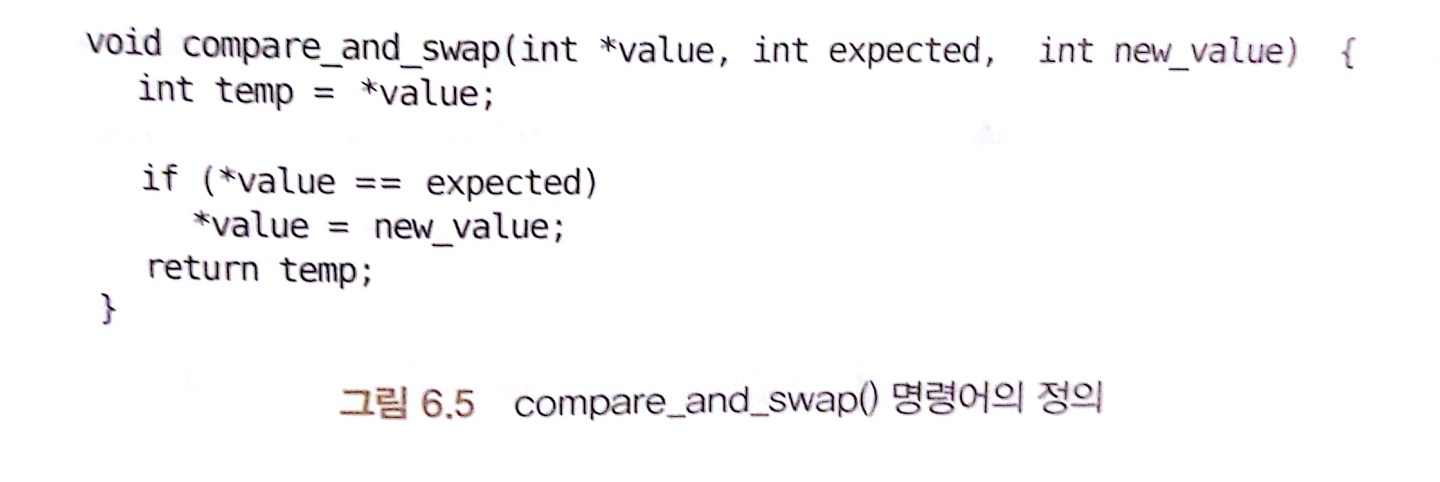 void compare_and_swap(int *value, int expected, int new_value) {
int temp = *value;
if (*value == expected)
*value = new_value;
return temp;
}
그림 6.5 compare_and_swap() 명령어의 정의